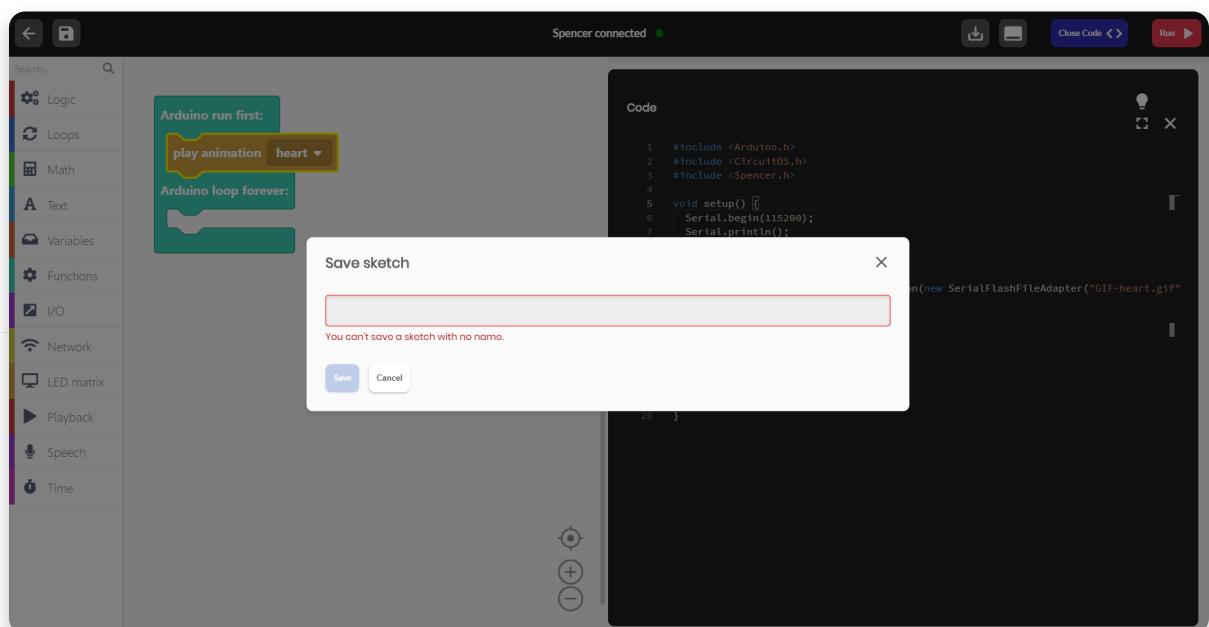 Spencer connected
Close Code
Run
Search...
Logic
Loops
Math
Text
Variables
Functions
I/O
Network
LED matrix
Playback
Speech
Time
Arduino run first:
play animation heart
Arduino loop forever:
Code
1 #include <Arduino.h>
2 #include <CircuitOS.h>
3 #include <Spencer.h>
4
5 void setup() {
6 Serial.begin(115200);
7 Serial.println();
n(new SerialFlashFileAdapter("GIF-heart.gif"
20 }
Save sketch
You can't save a sketch with no name.
Save
Cancel